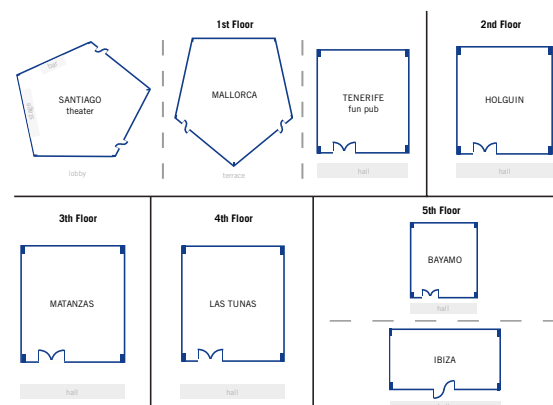 1st Floor
2nd Floor
Bar
SANTIAGO
theater
lobby
MALLORCA
terrace
TENERIFE
fun pub
hall
HOLGUIN
hall
3th Floor
4th Floor
5th Floor
MATANZAS
hall
LAS TUNAS
hall
BAYAMO
hall
IBIZA